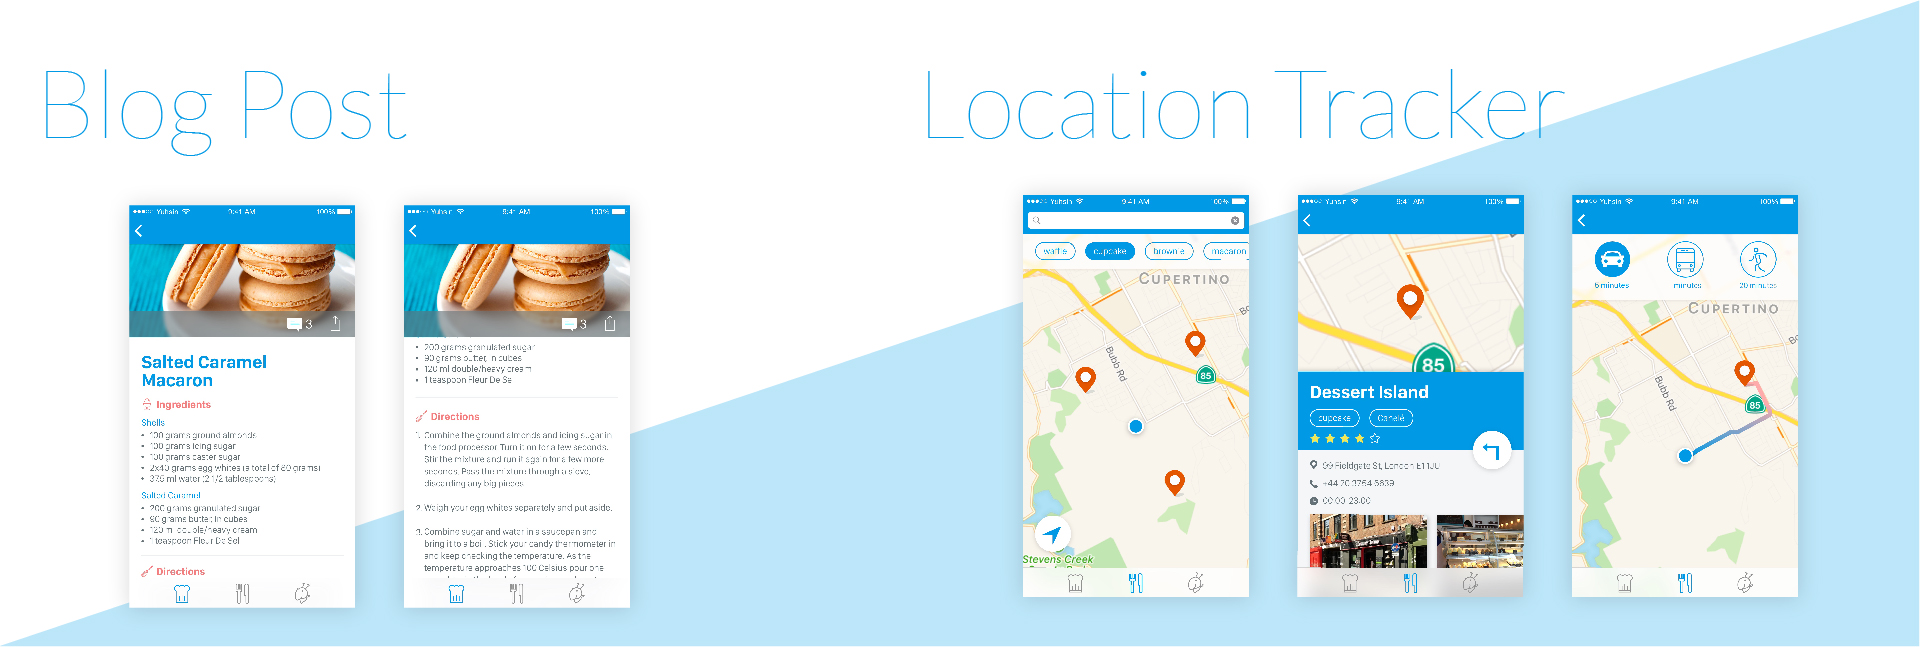 Blog Post
Location Tracker
Yuhsin
9:41 AM
100%
3
Salted Caramel
Macaron
Ingredients
Shells
• 100 grams ground almonds
• 100 grams icing sugar
• 100 grams caster sugar
• 2x40 grams egg whites (a total of 80 grams)
• 37.5 ml water (2 1/2 tablespoons)
Salted Caramel
• 200 grams granulated sugar
• 90 grams butter, in cubes
• 120 ml double/heavy cream
• 1 teaspoon Fleur De Sel
Directions
Yuhsin
9:41 AM
100%
3
• 200 grams granulated sugar
• 90 grams butter, in cubes
• 120 ml double/heavy cream
• 1 teaspoon Fleur De Sel
Directions
1. Combine the ground almonds and icing sugar in
the food processor. Turn it on for a few seconds.
Stir the mixture and run it again for a few more
seconds. Pass the mixture through a sieve,
discarding any big pieces.
2. Weigh your egg whites separately and put aside.
3. Combine sugar and water in a saucepan and
bring it to a boil. Stick your candy thermometer in
and keep checking the temperature. As the
temperature approaches 100 Celsius pour one
Yuhsin
9:41 AM
100%
waffle
cupcake
brownie
macaron
CUPERTINO
Bubb Rd
85
Stevens Creek
Yuhsin
9:41 AM
100%
85
Dessert Island
cupcake
Canelé
99 Fieldgate St, London E1 1JU
+44 20 3754 5639
00:00-23:00
Yuhsin
9:41 AM
100%
6 minutes
minutes
20 minutes
CUPERTINO
Bubb Rd
85